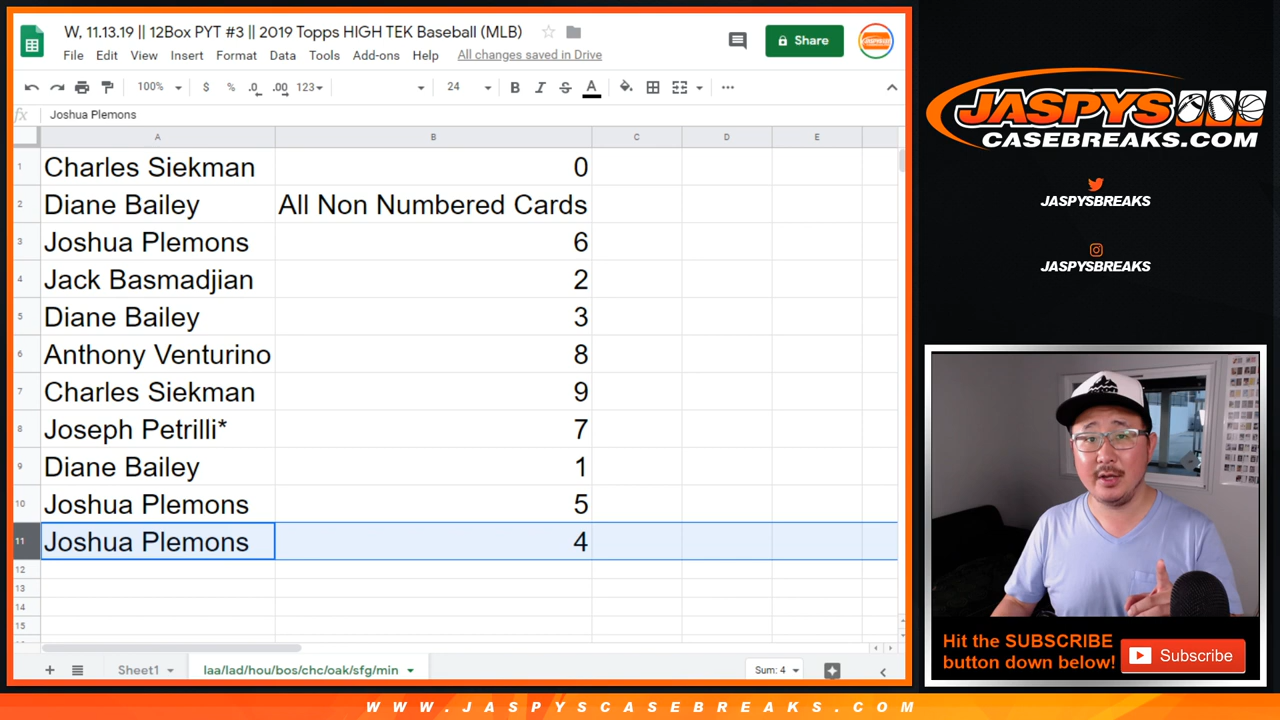 W, 11.13.19 || 12Box PYT #3 || 2019 Topps HIGH TEK Baseball (MLB)
File Edit View Insert Format Data Tools Add-ons Help All changes saved in Drive
Share
100% $ % .0 .00 123 24 B I S A
fx Joshua Plemons
A B C D E
1 Charles Siekman 0
2 Diane Bailey All Non Numbered Cards
3 Joshua Plemons 6
4 Jack Basmadjian 2
5 Diane Bailey 3
6 Anthony Venturino 8
7 Charles Siekman 9
8 Joseph Petrilli* 7
9 Diane Bailey 1
10 Joshua Plemons 5
11 Joshua Plemons 4
12
13
14
15
Sheet1 laa/lad/hou/bos/chc/oak/sfg/min Sum: 4
JASPYS
CASEBREAKS.COM
JASPYSBREAKS
JASPYSBREAKS
Hit the SUBSCRIBE
button down below!
Subscribe
WWW.JASPYSCASEBREAKS.COM